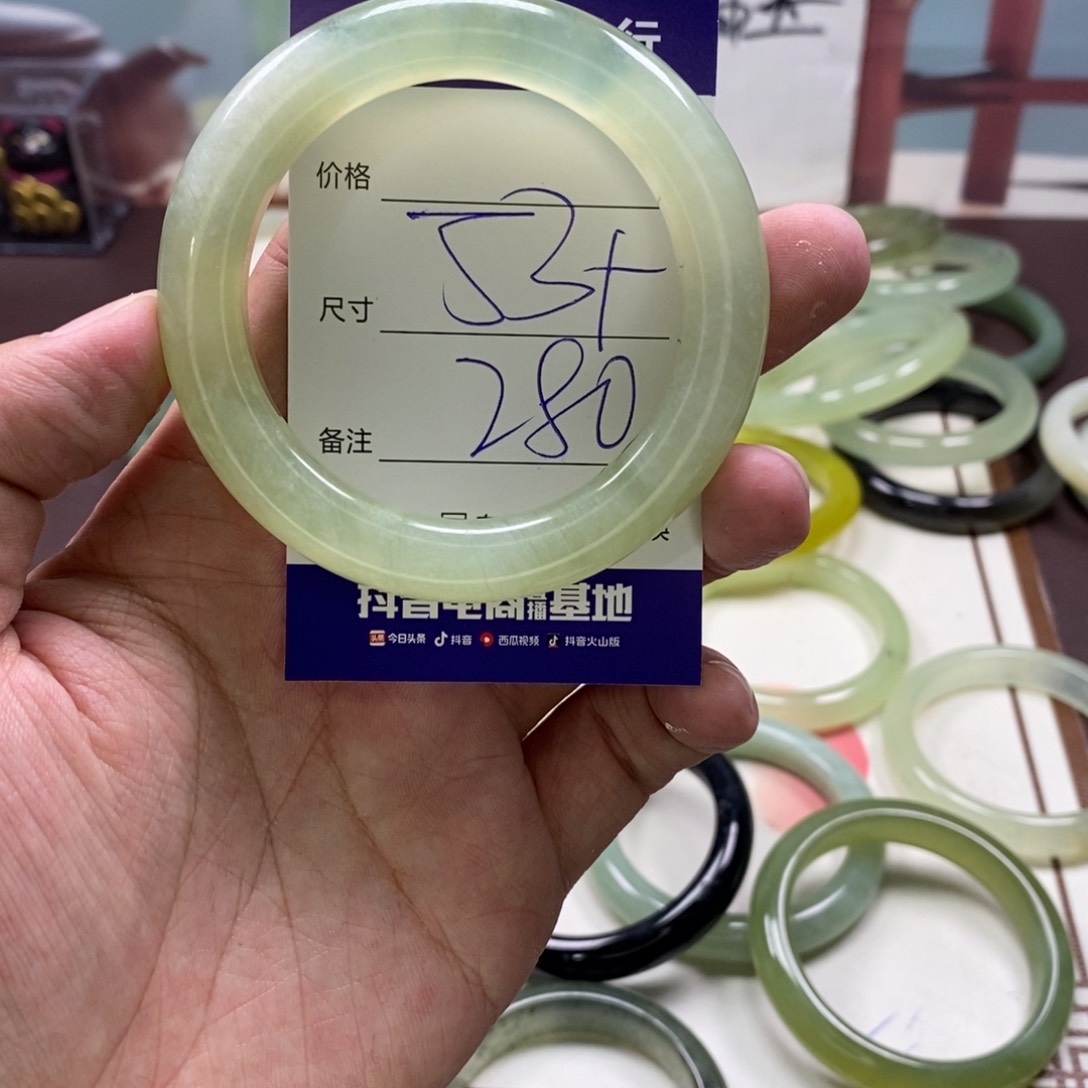 行
价格
53+
尺寸
280
备注
抖音电商直播基地
今日头条 抖音 西瓜视频 抖音火山版